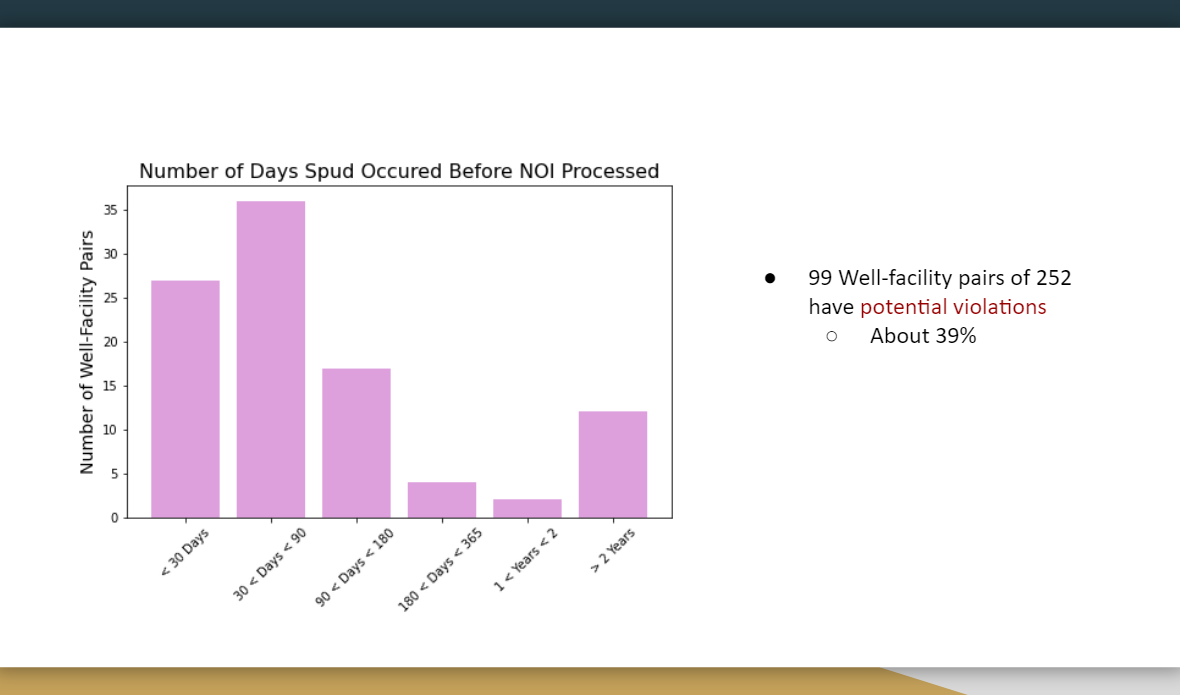 Number of Days Spud Occured Before NOI Processed
Number of Well-Facility Pairs
35
30
25
20
15
10
5
0
< 30 Days
30 < Days < 90
90 < Days < 180
180 < Days < 365
1 < Years < 2
> 2 Years
● 99 Well-facility pairs of 252
have potential violations
○ About 39%